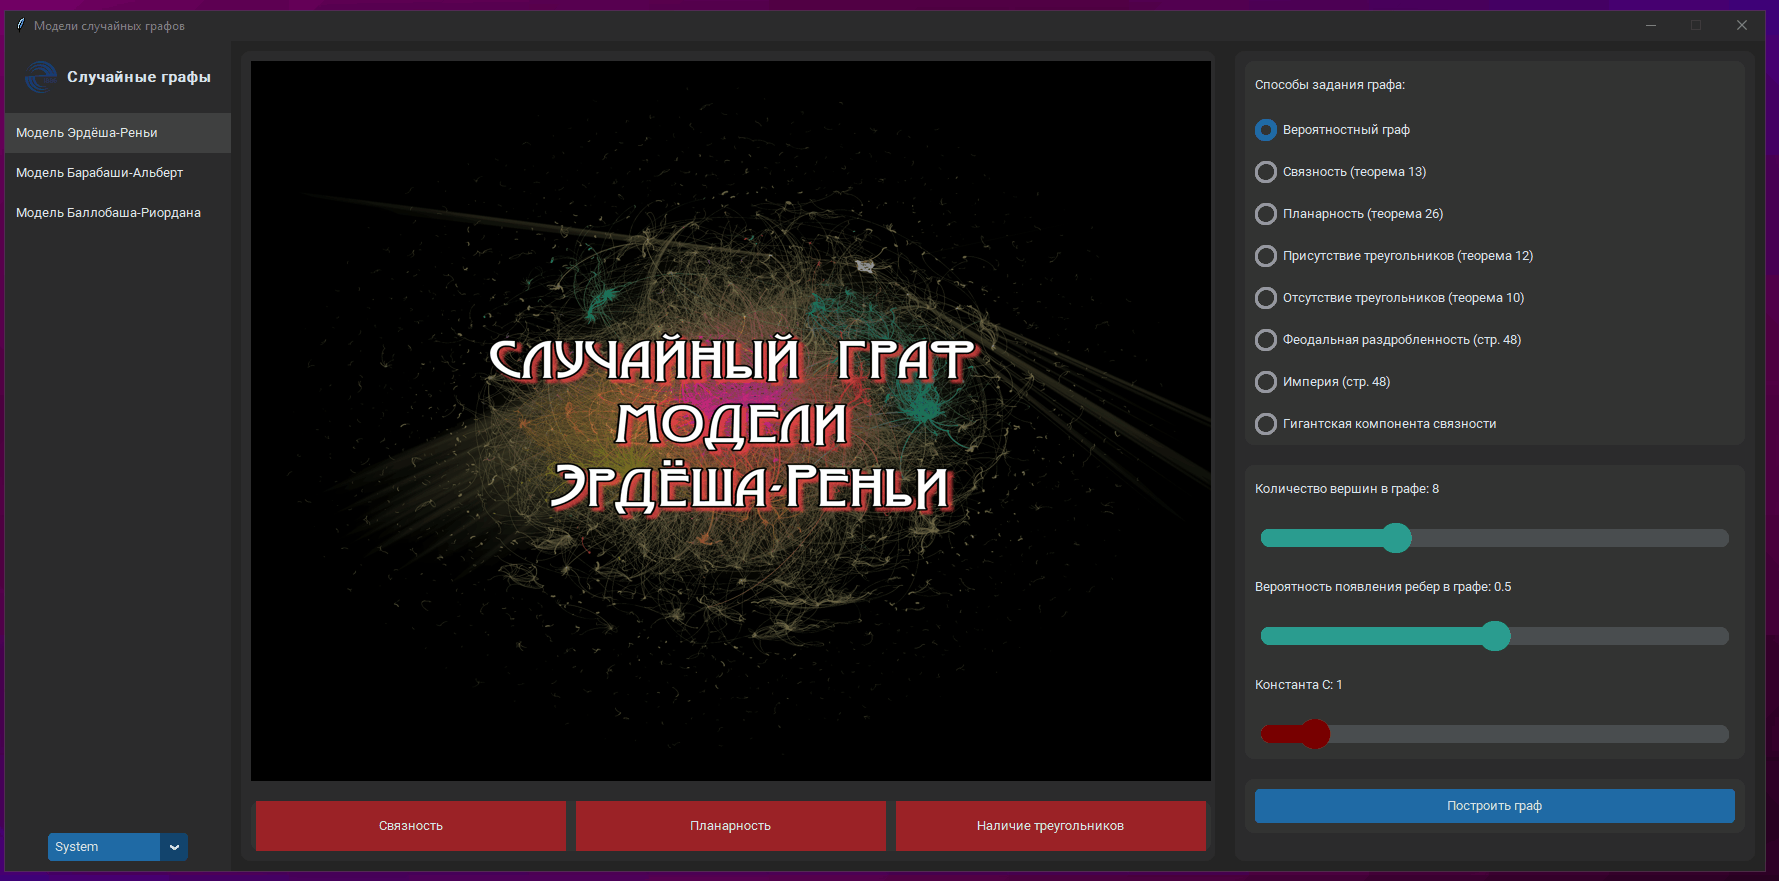 Модели случайных графов
Случайные графы
Модель Эрдёша-Реньи
Модель Барабаши-Альберт
Модель Баллобаша-Риордана
System
СЛУЧАЙНЫЙ ГРАФ
МОДЕЛИ
ЭРДЁША-РЕНЬИ
Связность
Планарность
Наличие треугольников
Способы задания графа:
Вероятностный граф
Связность (теорема 13)
Планарность (теорема 26)
Присутствие треугольников (теорема 12)
Отсутствие треугольников (теорема 10)
Феодальная раздробленность (стр. 48)
Империя (стр. 48)
Гигантская компонента связности
Количество вершин в графе: 8
Вероятность появления ребер в графе: 0.5
Константа C: 1
Построить граф